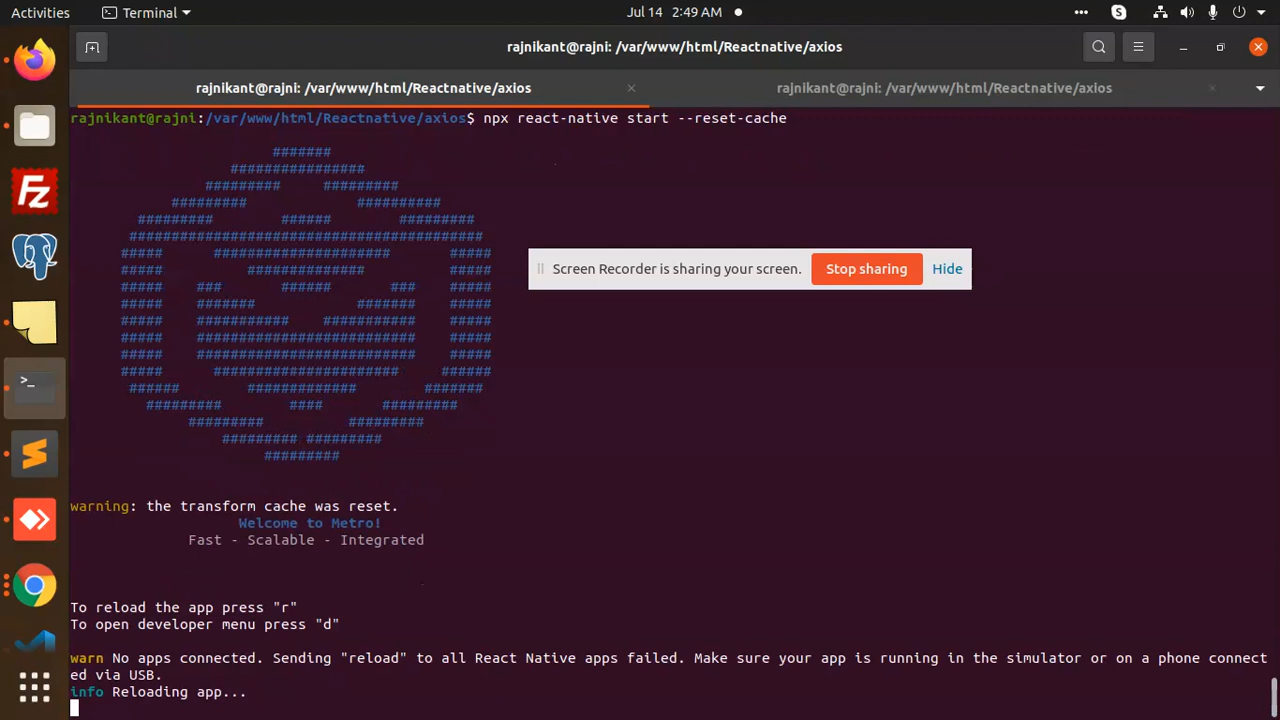 Activities
Terminal
Jul 14 2:49 AM
rajnikant@rajni: /var/www/html/Reactnative/axios
rajnikant@rajni: /var/www/html/Reactnative/axios
rajnikant@rajni: /var/www/html/Reactnative/axios
rajnikant@rajni:/var/www/html/Reactnative/axios$ npx react-native start --reset-cache
#######
################
######### #########
######### #########
######### ###### #########
##########################################
##### ##################### #####
##### ############## #####
##### ### ###### ### #####
##### ####### ####### #####
##### ########### ########### #####
##### ########################## #####
##### ########################## #####
##### ###################### ######
###### ############# #######
######### #### #########
######### #########
######### #########
#########
Screen Recorder is sharing your screen.
Stop sharing
Hide
warning: the transform cache was reset.
Welcome to Metro!
Fast - Scalable - Integrated
To reload the app press "r"
To open developer menu press "d"
warn No apps connected. Sending "reload" to all React Native apps failed. Make sure your app is running in the simulator or on a phone connect
ed via USB.
info Reloading app...